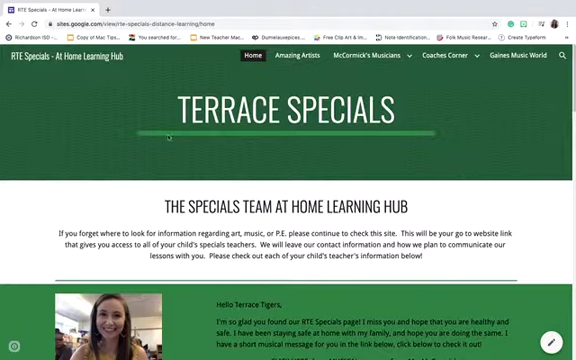 RTE Specials - At Home Learn
sites.google.com/view/rte-specials-distance-learning/home
Richardson ISD -
Copy of Mac Tips
You searched for
New Teacher Mac
Dumielauxepices
Free Clip Art & Im
Note Identification
Folk Music Resear
Create Typeform
RTE Specials - At Home Learning Hub
Home Amazing Artists McCormick's Musicians Coaches Corner Gaines Music World
TERRACE SPECIALS
THE SPECIALS TEAM AT HOME LEARNING HUB
If you forget where to look for information regarding art, music, or P.E. please continue to check this site. This will be your go to website link
that gives you access to all of your child's specials teachers. We will leave our contact information and how we plan to communicate our
lessons with you. Please check out each of your child's teacher's information below!
Hello Terrace Tigers,
I'm so glad you found our RTE Specials page! I miss you and hope that you are healthy and
safe. I have been staying safe at home with my family, and hope you are doing the same. I
have a short musical message for you in the link below, click below to check it out!